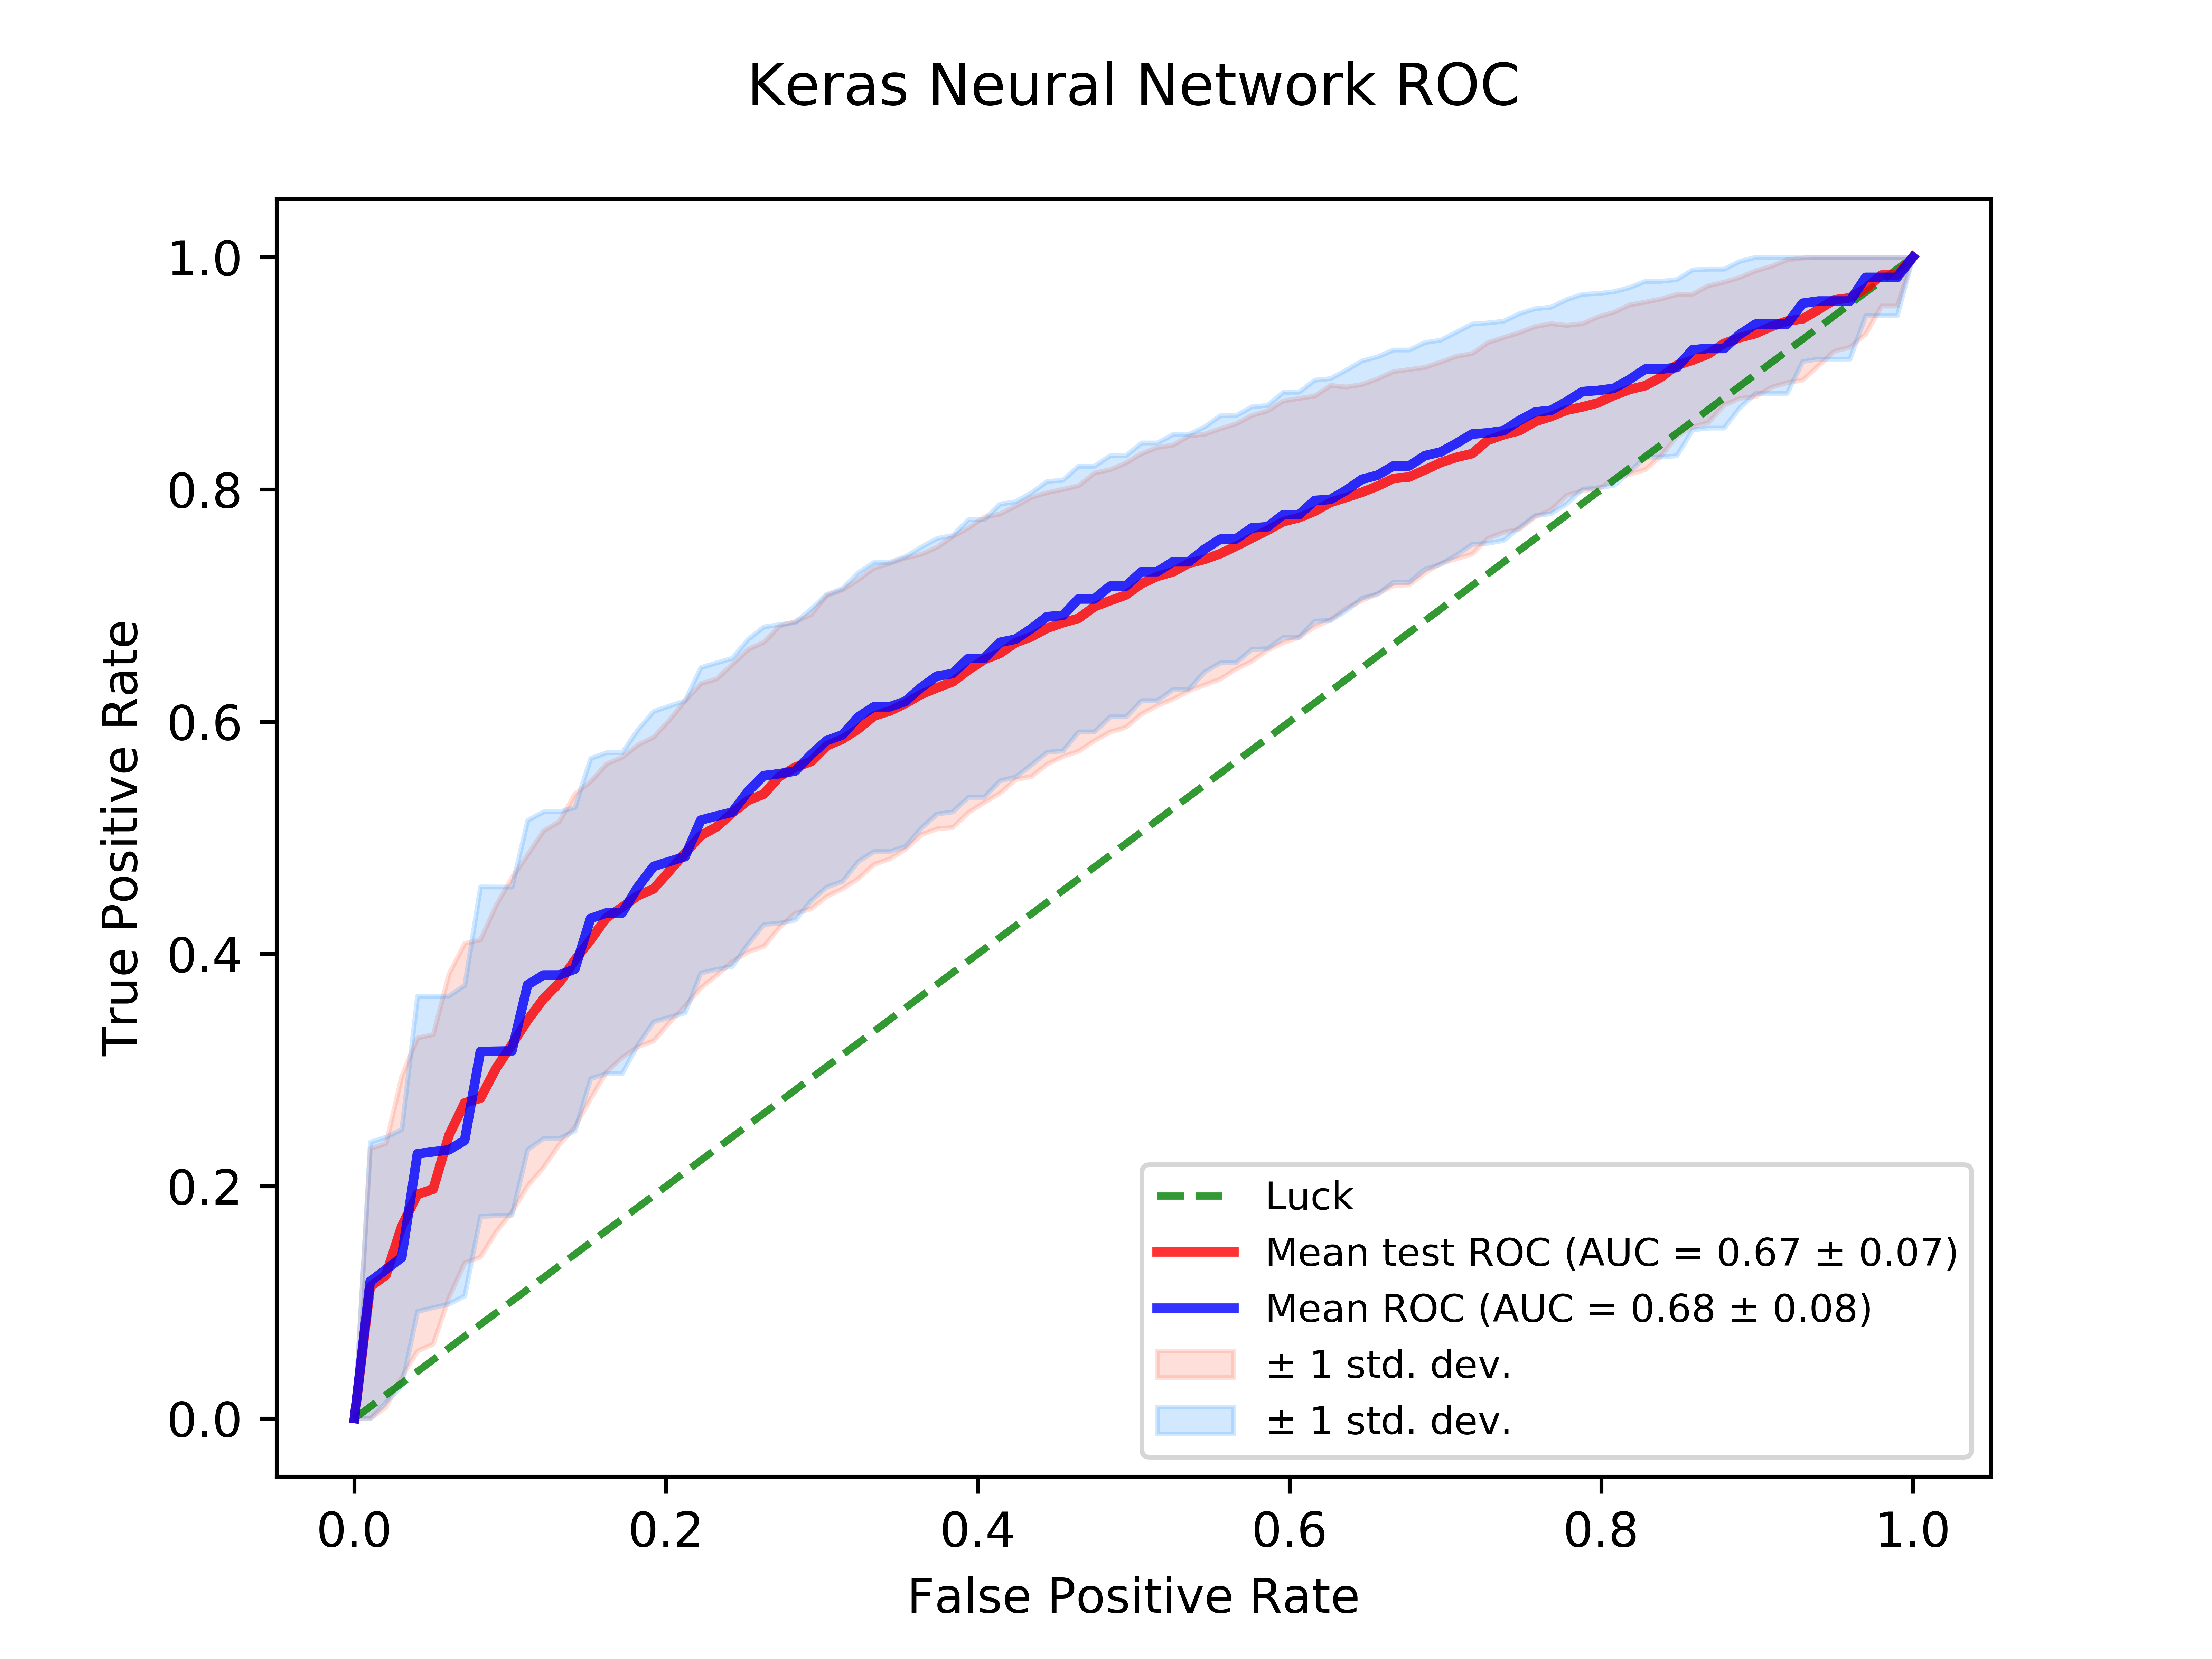 Keras Neural Network ROC
True Positive Rate
1.0
0.8
0.6
0.4
0.2
0.0
Luck
Mean test ROC (AUC = 0.67 ± 0.07)
Mean ROC (AUC = 0.68 ± 0.08)
± 1 std. dev.
± 1 std. dev.
0.0 0.2 0.4 0.6 0.8 1.0
False Positive Rate